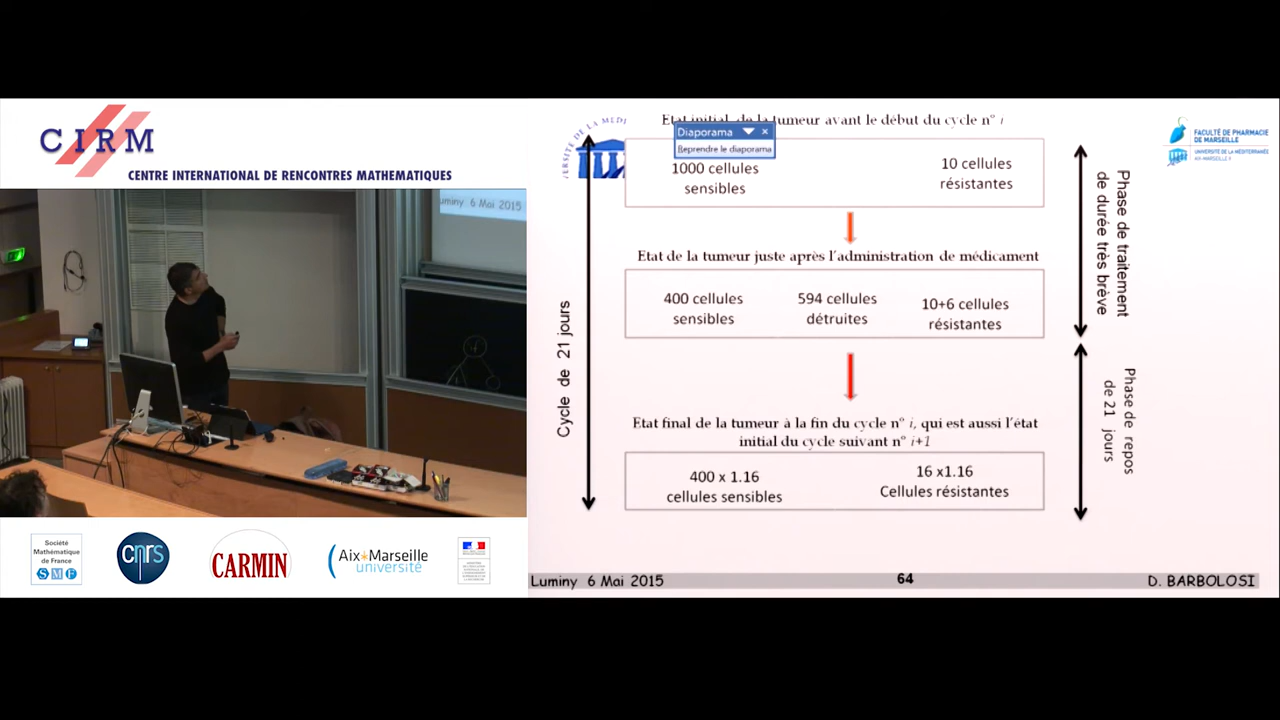 CIRM
CENTRE INTERNATIONAL DE RENCONTRES MATHEMATIQUES
Luminy 6 Mai 2015
Société
Mathématique
de France
SMF
cnrs
CARMIN
Aix*Marseille
université
Etat initial de la tumeur avant le début du cycle n° i
Diaporama
Reprendre le diaporama
FACULTÉ DE PHARMACIE
DE MARSEILLE
UNIVERSITÉ DE LA MÉDITERRANÉE
AIX-MARSEILLE II
1000 cellules
sensibles
10 cellules
résistantes
Etat de la tumeur juste après l'administration de médicament
400 cellules
sensibles
594 cellules
détruites
10+6 cellules
résistantes
Phase de traitement
de durée très brève
Cycle de 21 jours
Etat final de la tumeur à la fin du cycle n° i, qui est aussi l'état
initial du cycle suivant n° i+1
400 x 1.16
cellules sensibles
16 x1.16
Cellules résistantes
Phase de repos
de 21 jours
Luminy 6 Mai 2015
64
D. BARBOLOSI